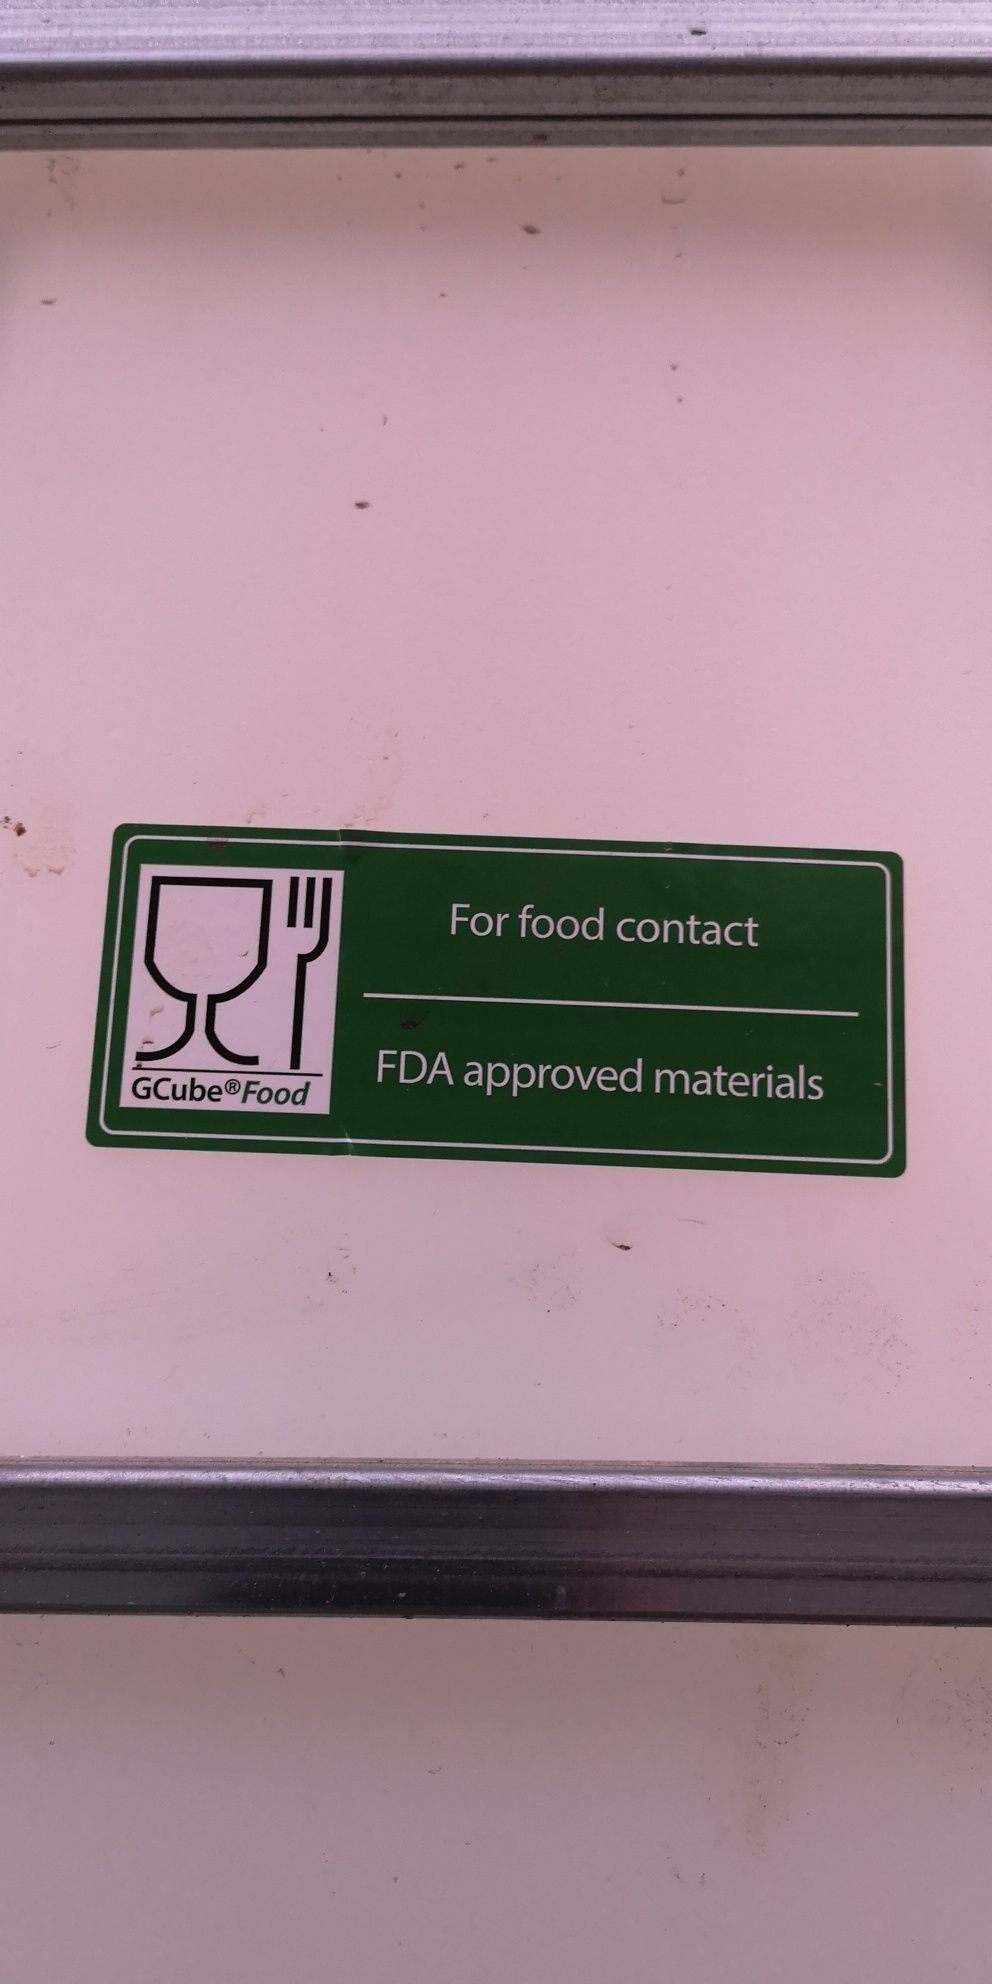 For food contact
FDA approved materials
GCube®Food